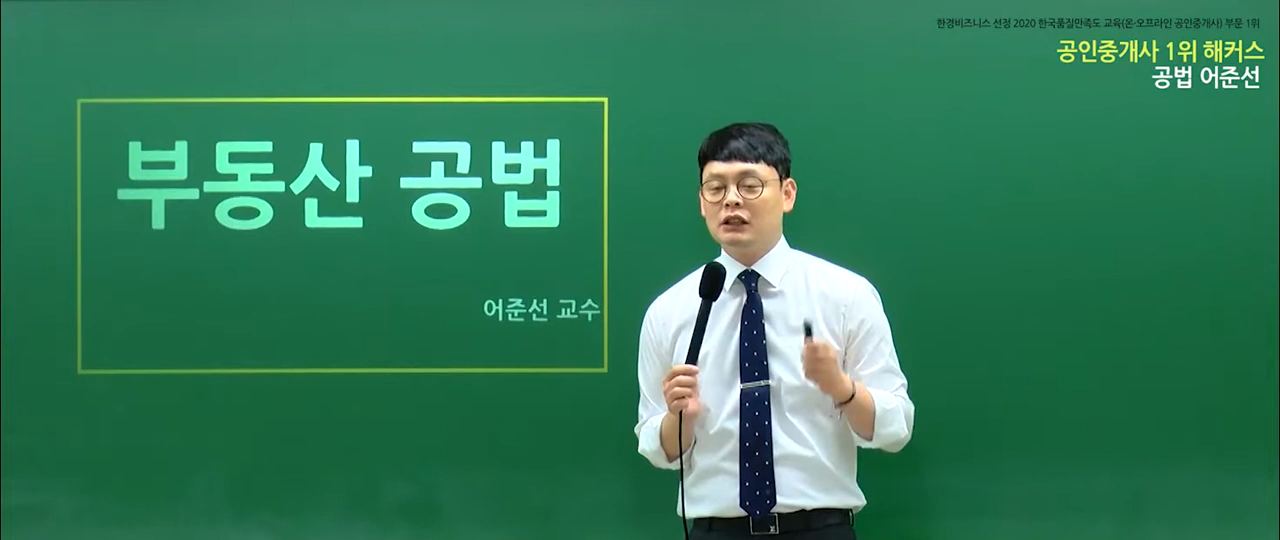 한경비즈니스 선정 2020 한국품질만족도 교육(온·오프라인 공인중개사) 부문 1위
공인중개사 1위 해커스
공법 어준선
부동산 공법
어준선 교수